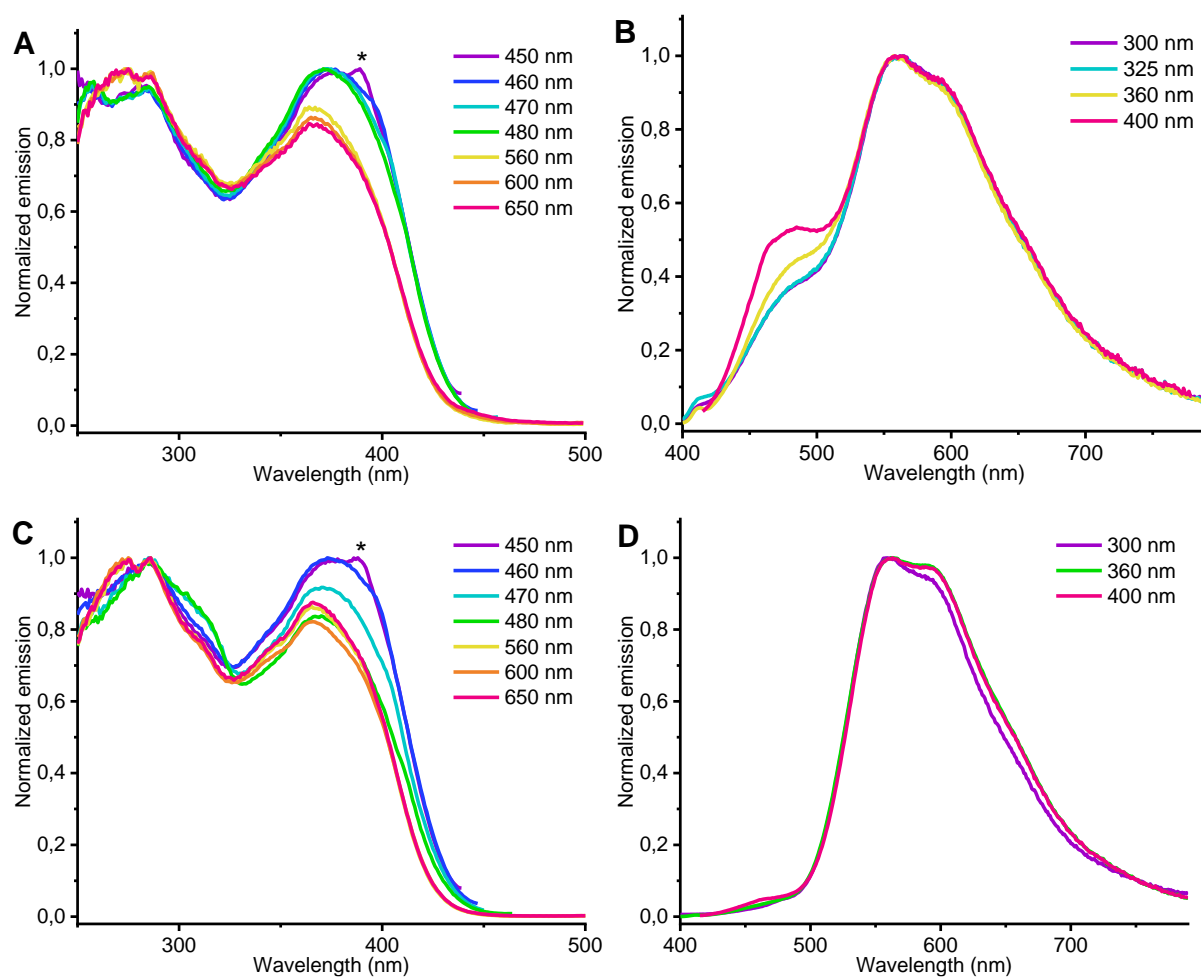 A
*
450 nm
460 nm
470 nm
480 nm
560 nm
600 nm
650 nm
1,0
0,8
0,6
0,4
0,2
0,0
Normalized emission
300
400
500
Wavelength (nm)
B
300 nm
325 nm
360 nm
400 nm
1,0
0,8
0,6
0,4
0,2
0,0
Normalized emission
400
500
600
700
Wavelength (nm)
C
*
450 nm
460 nm
470 nm
480 nm
560 nm
600 nm
650 nm
1,0
0,8
0,6
0,4
0,2
0,0
Normalized emission
300
400
500
Wavelength (nm)
D
300 nm
360 nm
400 nm
1,0
0,8
0,6
0,4
0,2
0,0
Normalized emission
400
500
600
700
Wavelength (nm)